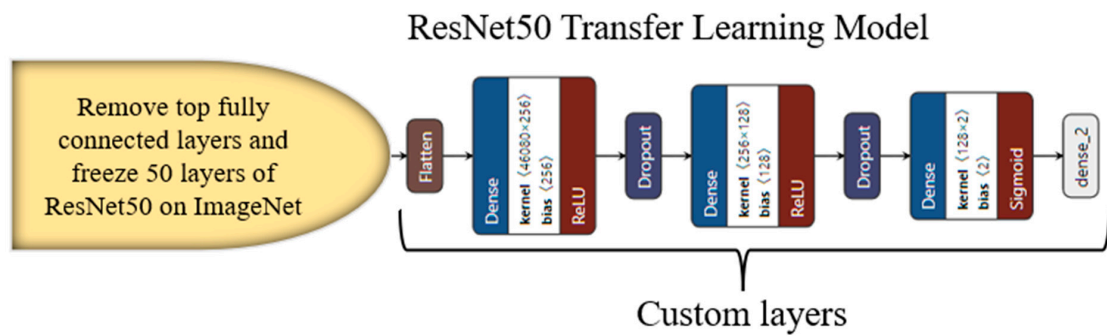 ResNet50 Transfer Learning Model
Remove top fully
connected layers and
freeze 50 layers of
ResNet50 on ImageNet
Flatten
Dense
kernel ⟨46080×256⟩
bias ⟨256⟩
ReLU
Dropout
Dense
kernel ⟨256×128⟩
bias ⟨128⟩
ReLU
Dropout
Dense
kernel ⟨128×2⟩
bias ⟨2⟩
Sigmoid
dense_2
Custom layers